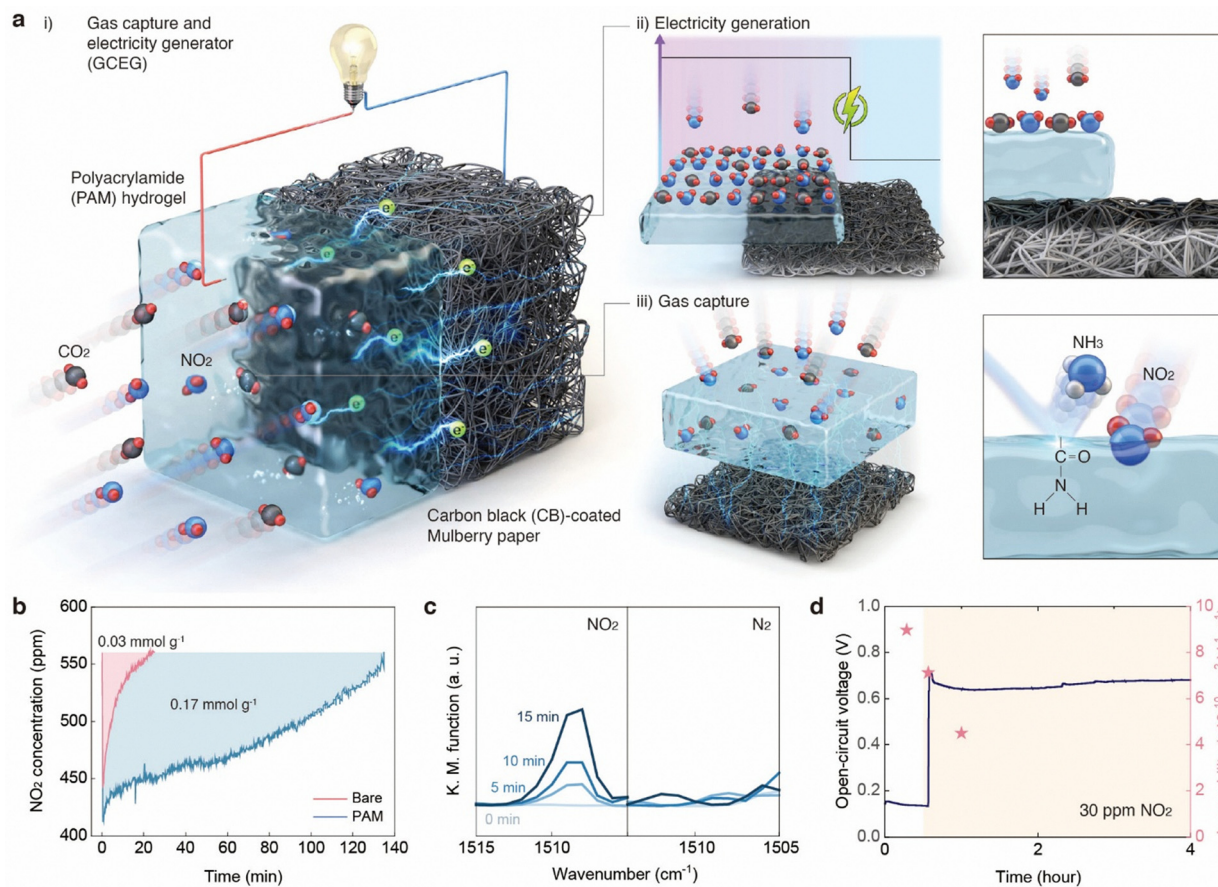 a
i)
Gas capture and
electricity generator
(GCEG)
Polyacrylamide
(PAM) hydrogel
CO₂
NO₂
e⁻
e⁻
e⁻
e⁻
e⁻
e⁻
Carbon black (CB)-coated
Mulberry paper
ii) Electricity generation
iii) Gas capture
NH₃
NO₂
C=O
N
H H
b
600
550
500
450
400
NO₂ concentration (ppm)
0.03 mmol g⁻¹
0.17 mmol g⁻¹
Bare
PAM
0 20 40 60 80 100 120 140
Time (min)
c
K. M. function (a. u.)
NO₂
N₂
15 min
10 min
5 min
0 min
1515 1510 1510 1505
Wavenumber (cm⁻¹)
d
1.0
0.8
0.6
0.4
0.2
0.0
Open-circuit voltage (V)
10
8
6
4
2
0
30 ppm NO₂
0 2 4
Time (hour)